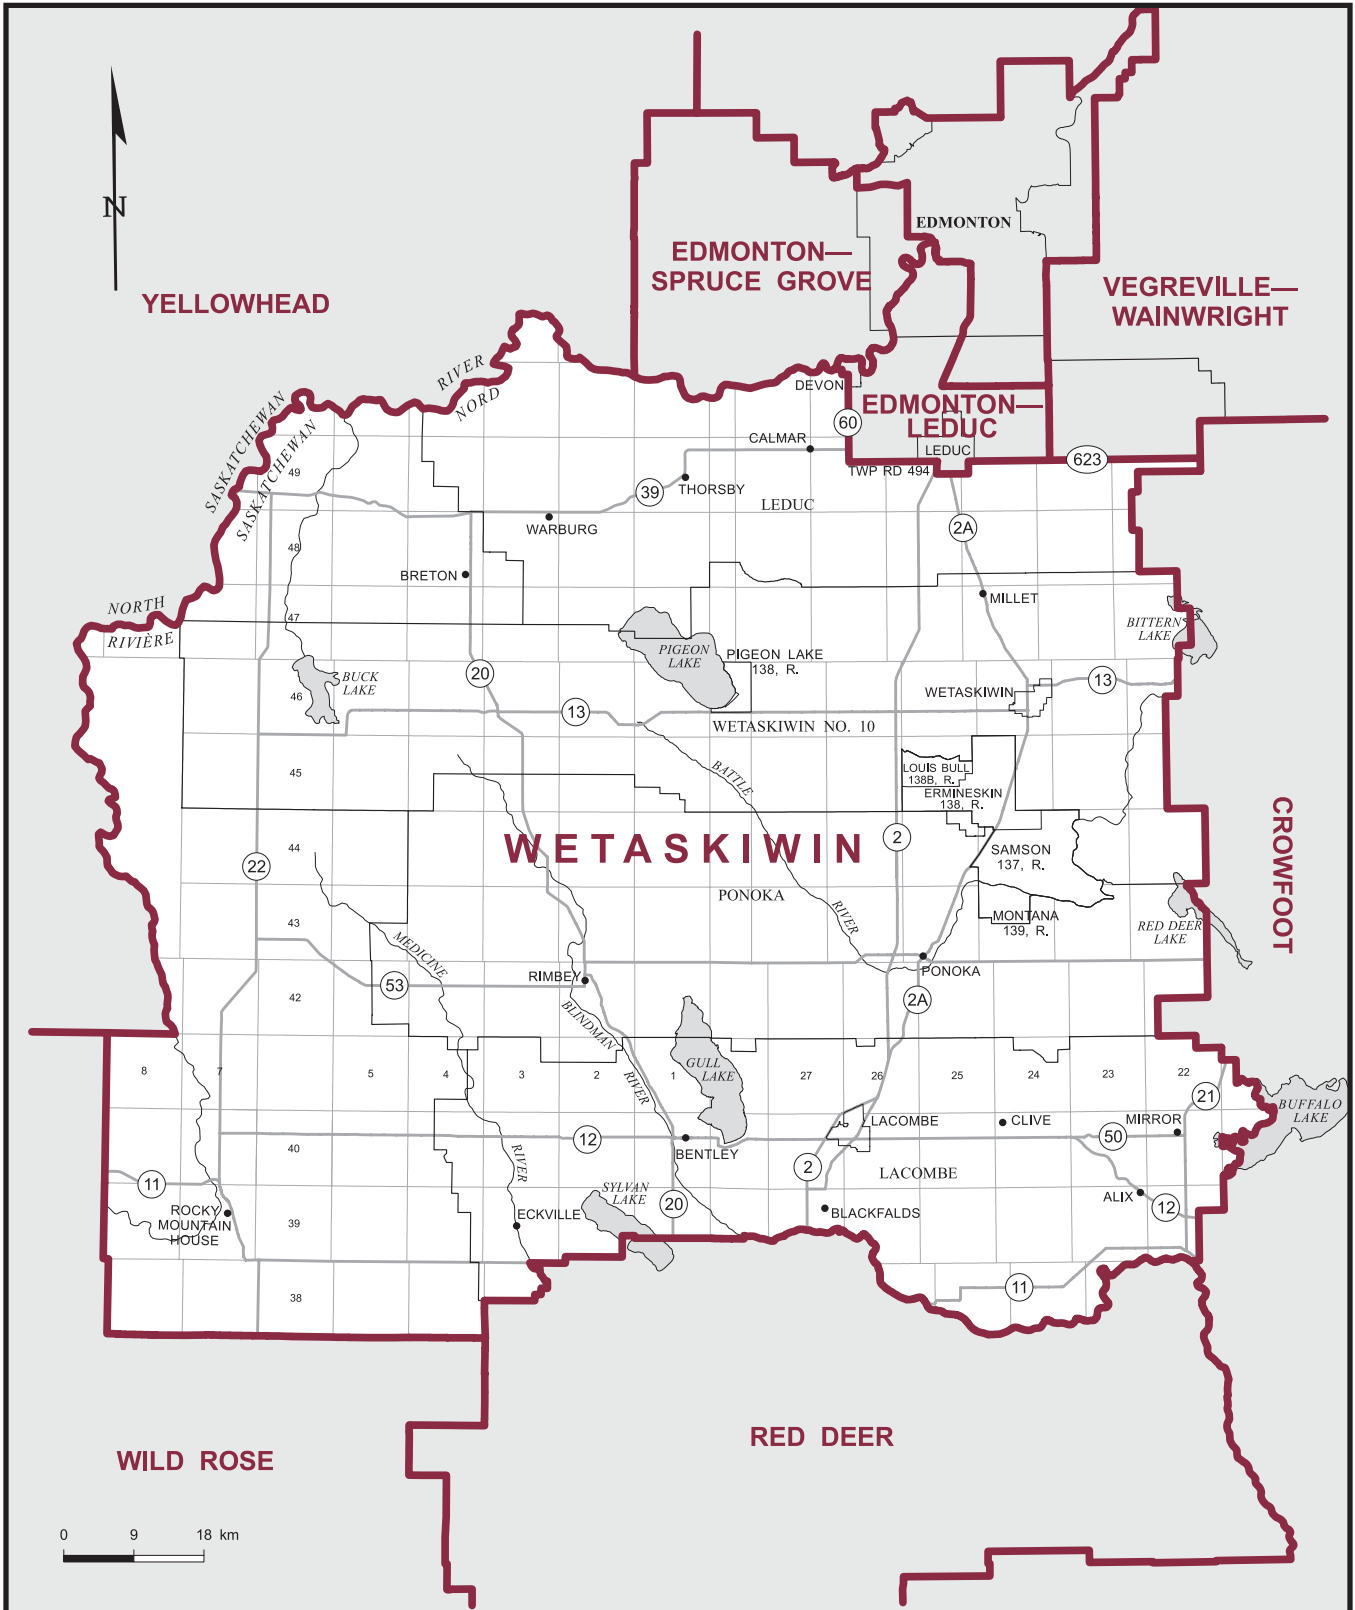 N
EDMONTON
EDMONTON—
SPRUCE GROVE
YELLOWHEAD
VEGREVILLE—
WAINWRIGHT
RIVER
NORD
DEVON
EDMONTON—
LEDUC
60
CALMAR
LEDUC
623
TWP RD 494
SASKATCHEWAN
SASKATCHEWAN
49
39
THORSBY
LEDUC
WARBURG
2A
48
BRETON
MILLET
NORTH
RIVIÈRE
47
BITTERN
LAKE
PIGEON
LAKE
PIGEON LAKE
138, R.
BUCK
LAKE
20
46
WETASKIWIN
13
13
WETASKIWIN NO. 10
45
BATTLE
LOUIS BULL
138B, R.
ERMINESKIN
138, R.
CROWFOOT
WETASKIWIN
2
44
22
SAMSON
137, R.
PONOKA
RIVER
43
MONTANA
139, R.
RED DEER
LAKE
MEDICINE
RIMBEY
PONOKA
53
42
2A
BLINDMAN
GULL
LAKE
8
7
5
4
3
2
1
27
26
25
24
23
22
RIVER
21
BUFFALO
LAKE
LACOMBE
CLIVE
MIRROR
12
50
40
RIVER
BENTLEY
2
LACOMBE
11
SYLVAN
LAKE
20
ALIX
12
ROCKY
MOUNTAIN
HOUSE
39
ECKVILLE
BLACKFALDS
11
38
WILD ROSE
RED DEER
0 9 18 km